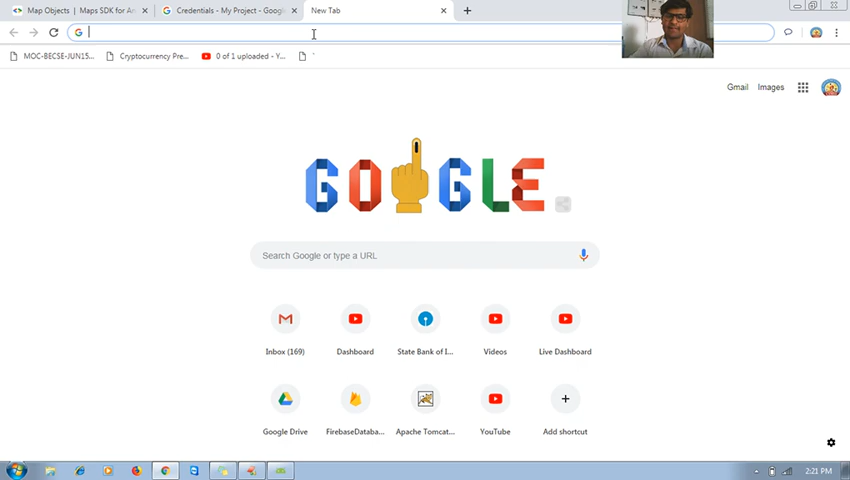 Map Objects | Maps SDK for An
Credentials - My Project - Google
New Tab
MOC-BECSE-JUN15...
Cryptocurrency Pre...
0 of 1 uploaded - Y...
Gmail
Images
GOOGLE
Search Google or type a URL
Inbox (169)
Dashboard
State Bank of I...
Videos
Live Dashboard
Google Drive
FirebaseDataba...
Apache Tomcat...
YouTube
Add shortcut
2:21 PM